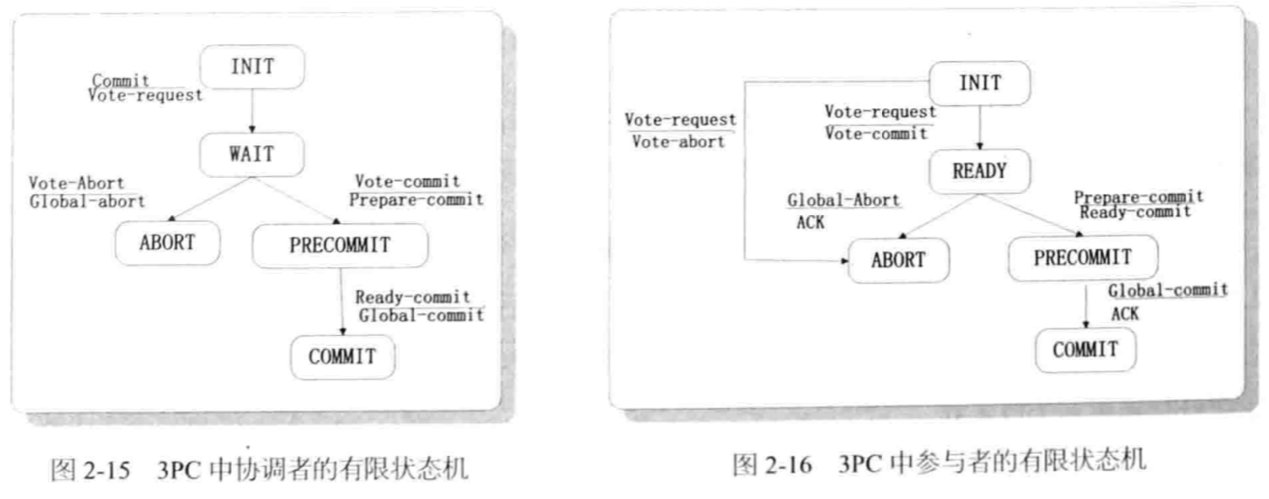 INIT
Commit
Vote-request
WAIT
Vote-Abort
Global-abort
Vote-commit
Prepare-commit
ABORT
PRECOMMIT
Ready-commit
Global-commit
COMMIT
图 2-15 3PC 中协调者的有限状态机
INIT
Vote-request
Vote-abort
Vote-request
Vote-commit
READY
Global-Abort
ACK
Prepare-commit
Ready-commit
ABORT
PRECOMMIT
Global-commit
ACK
COMMIT
图 2-16 3PC 中参与者的有限状态机